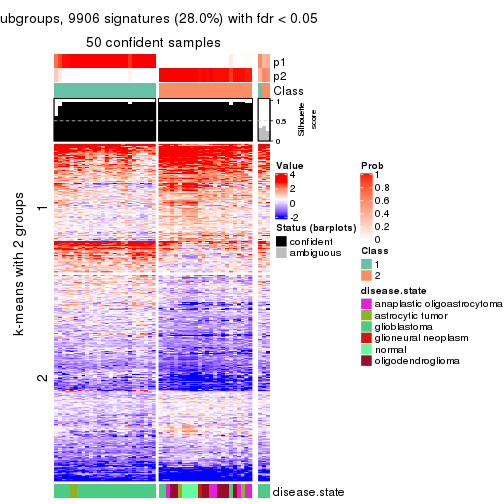 ubgroups, 9906 signatures (28.0%) with fdr < 0.05
50 confident samples
p1
p2
Class
1
0.5
0
Silhouette
score
k-means with 2 groups
1
2
Value
4
2
0
-2
Status (barplots)
confident
ambiguous
Prob
1
0.8
0.6
0.4
0.2
0
Class
1
2
disease.state
anaplastic oligoastrocytoma
astrocytic tumor
glioblastoma
glioneural neoplasm
normal
oligodendroglioma
disease.state